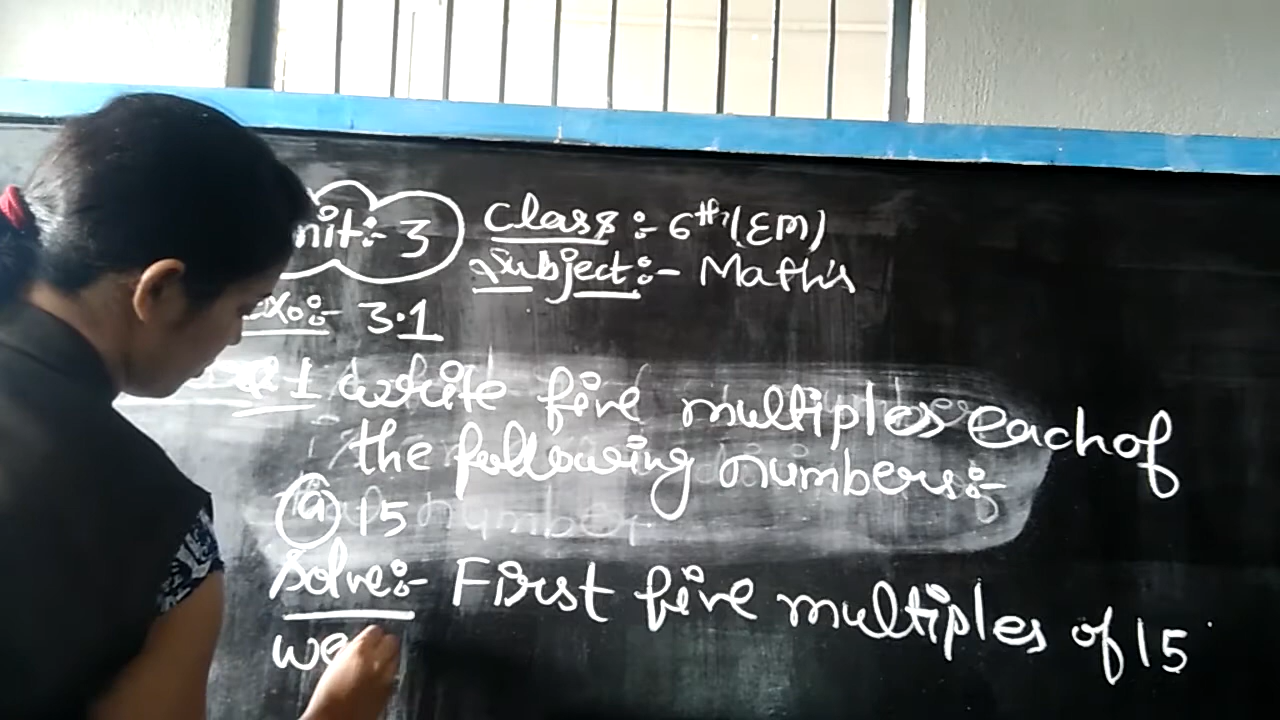 nit:- 3
Class :- 6th (EM)
Subject:- Math's
Ex:- 3.1
Q.1 Write five multiples each of
the following numbers:-
(a) 15
Solve:- First five multiples of 15
we